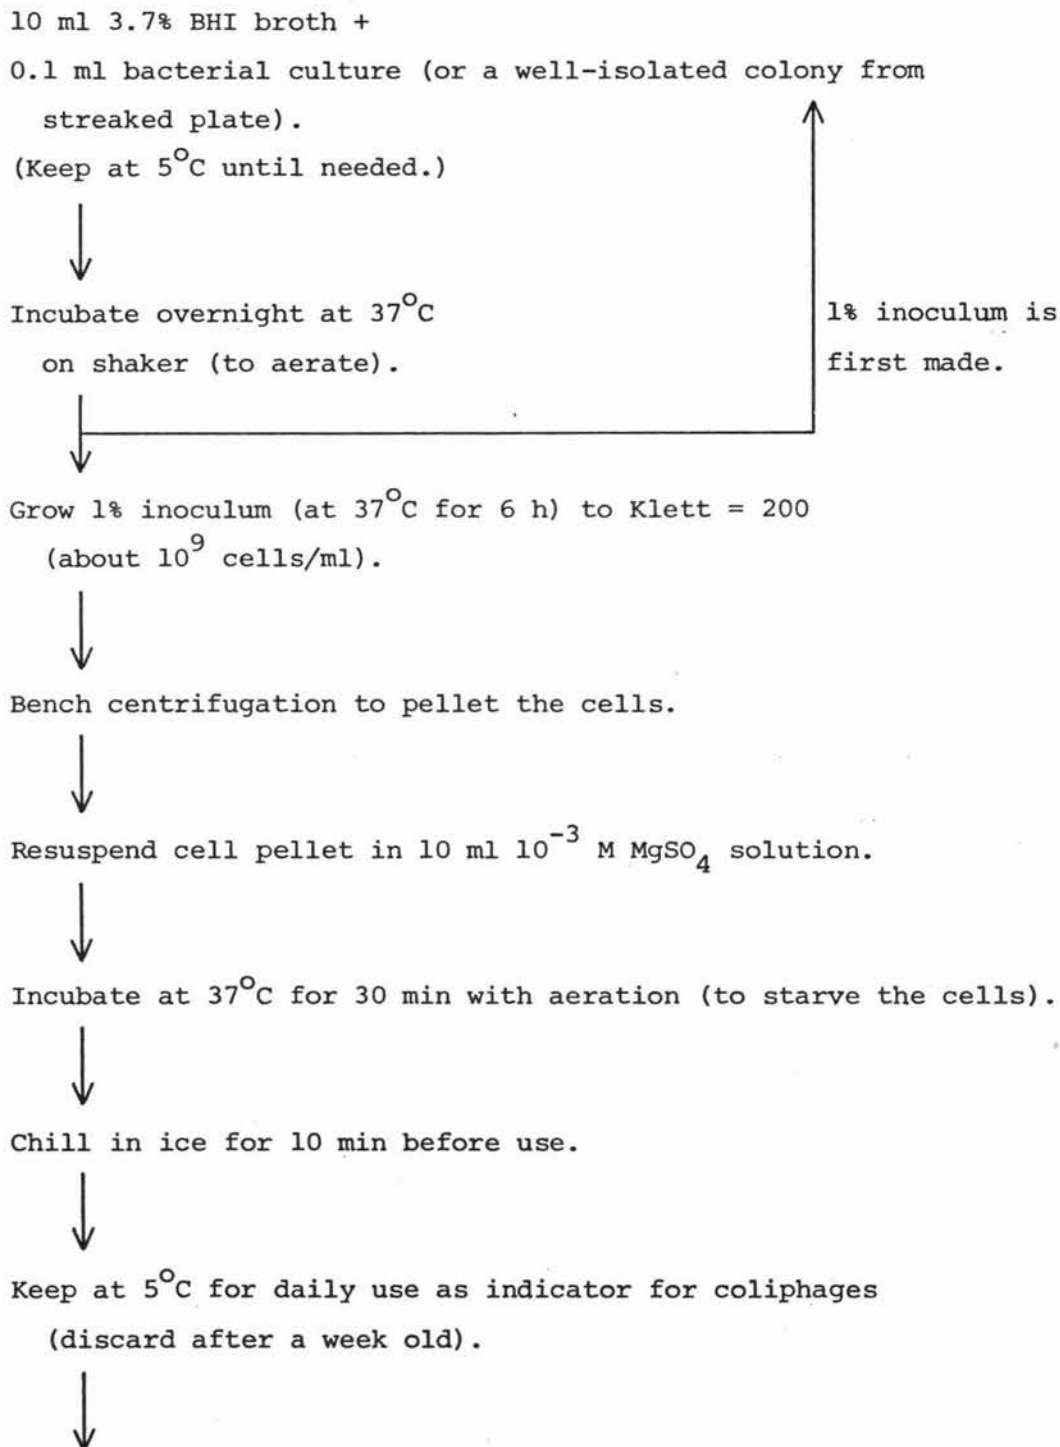 10 ml 3.7% BHI broth +
0.1 ml bacterial culture (or a well-isolated colony from
streaked plate).
(Keep at 5°C until needed.)
Incubate overnight at 37°C
on shaker (to aerate).
1% inoculum is
first made.
Grow 1% inoculum (at 37°C for 6 h) to Klett = 200
(about 10⁹ cells/ml).
Bench centrifugation to pellet the cells.
Resuspend cell pellet in 10 ml 10⁻³ M MgSO₄ solution.
Incubate at 37°C for 30 min with aeration (to starve the cells).
Chill in ice for 10 min before use.
Keep at 5°C for daily use as indicator for coliphages
(discard after a week old).